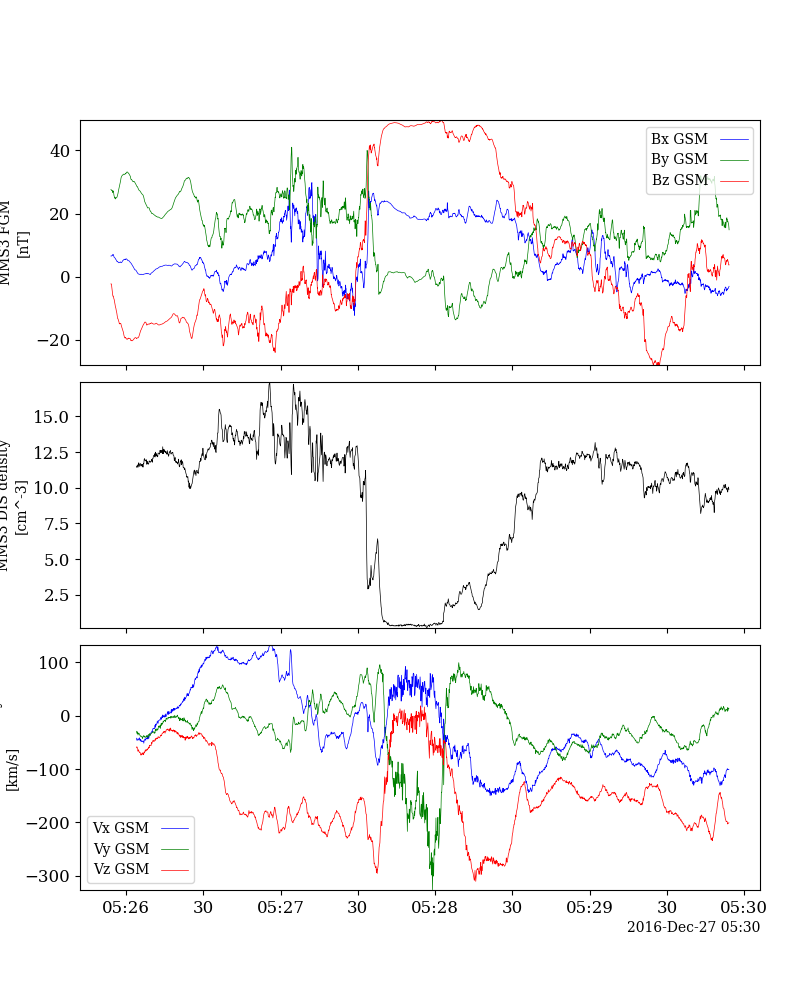 40
20
0
−20
MMS3 FGM
[nT]
Bx GSM
By GSM
Bz GSM
15.0
12.5
10.0
7.5
5.0
2.5
MMS3 DIS density
[cm^-3]
100
0
−100
−200
−300
[km/s]
Vx GSM
Vy GSM
Vz GSM
05:26 30 05:27 30 05:28 30 05:29 30 05:30
2016-Dec-27 05:30